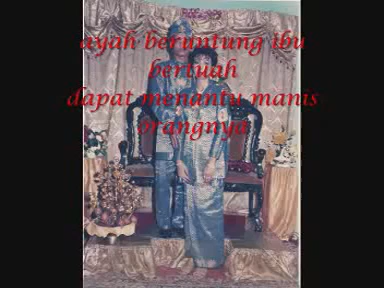 ayah beruntung ibu
bertuah
dapat menantu manis
orangnya